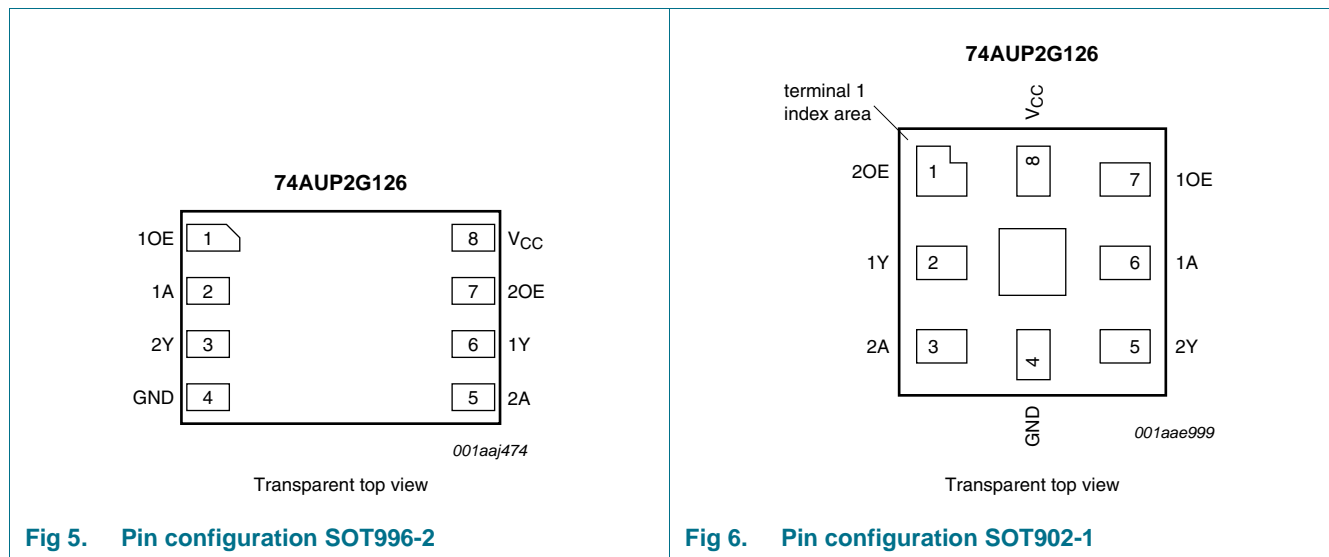 74AUP2G126
1OE 1 8 VCC
1A 2 7 2OE
2Y 3 6 1Y
GND 4 5 2A
001aaj474
Transparent top view
Fig 5. Pin configuration SOT996-2
74AUP2G126
terminal 1
index area
VCC
2OE 1 8 7 1OE
1Y 2 6 1A
2A 3 4 5 2Y
GND
001aae999
Transparent top view
Fig 6. Pin configuration SOT902-1